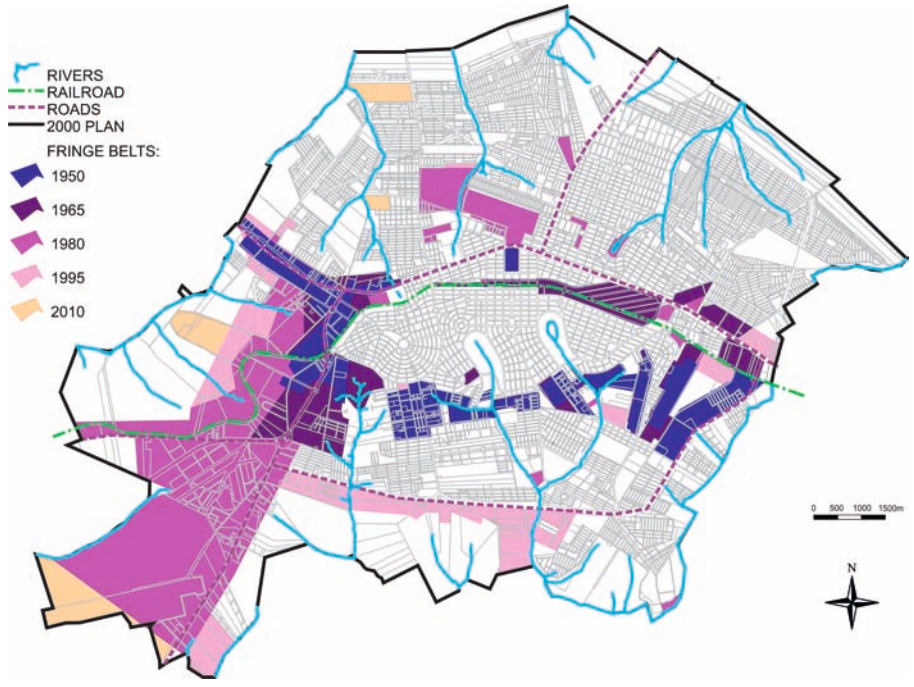 RIVERS
RAILROAD
ROADS
2000 PLAN
FRINGE BELTS:
1950
1965
1980
1995
2010
0 500 1000 1500m
N